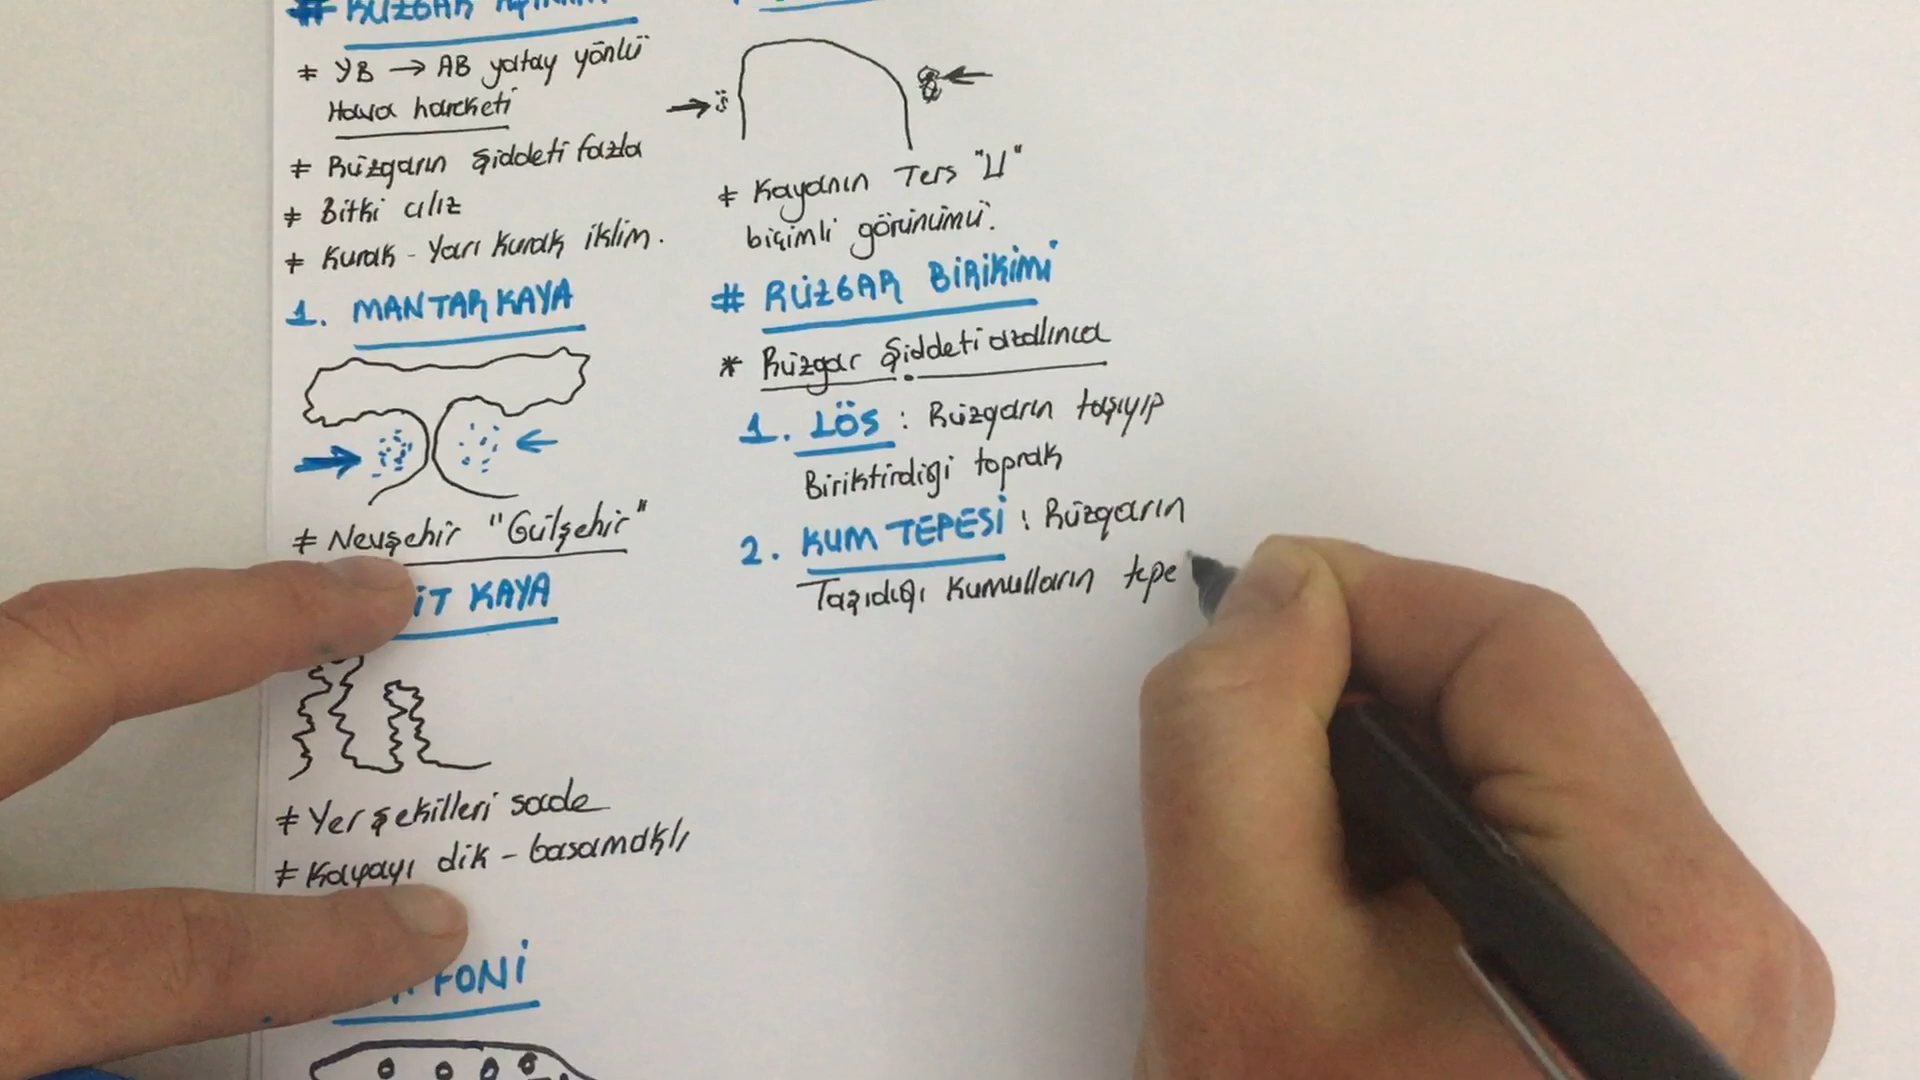 # RÜZGAR
* YB → AB yatay yönlü
Hava hareketi
* Rüzgarın şiddeti fazla
* Bitki cılız
* Kurak - Yarı kurak iklim.
1. MANTAR KAYA
* Nevşehir "Gülşehir"
İT KAYA
* Yer şekilleri sade
* Kayayı dik - basamaklı
FONİ
* Kayanın Ters "U"
biçimli görünümü.
# RÜZGAR BİRİKİMİ
* Rüzgar şiddeti azalınca
1. LÖS : Rüzgarın taşıyıp
Biriktirdiği toprak
2. KUM TEPESİ : Rüzgarın
Taşıdığı kumulların tepe